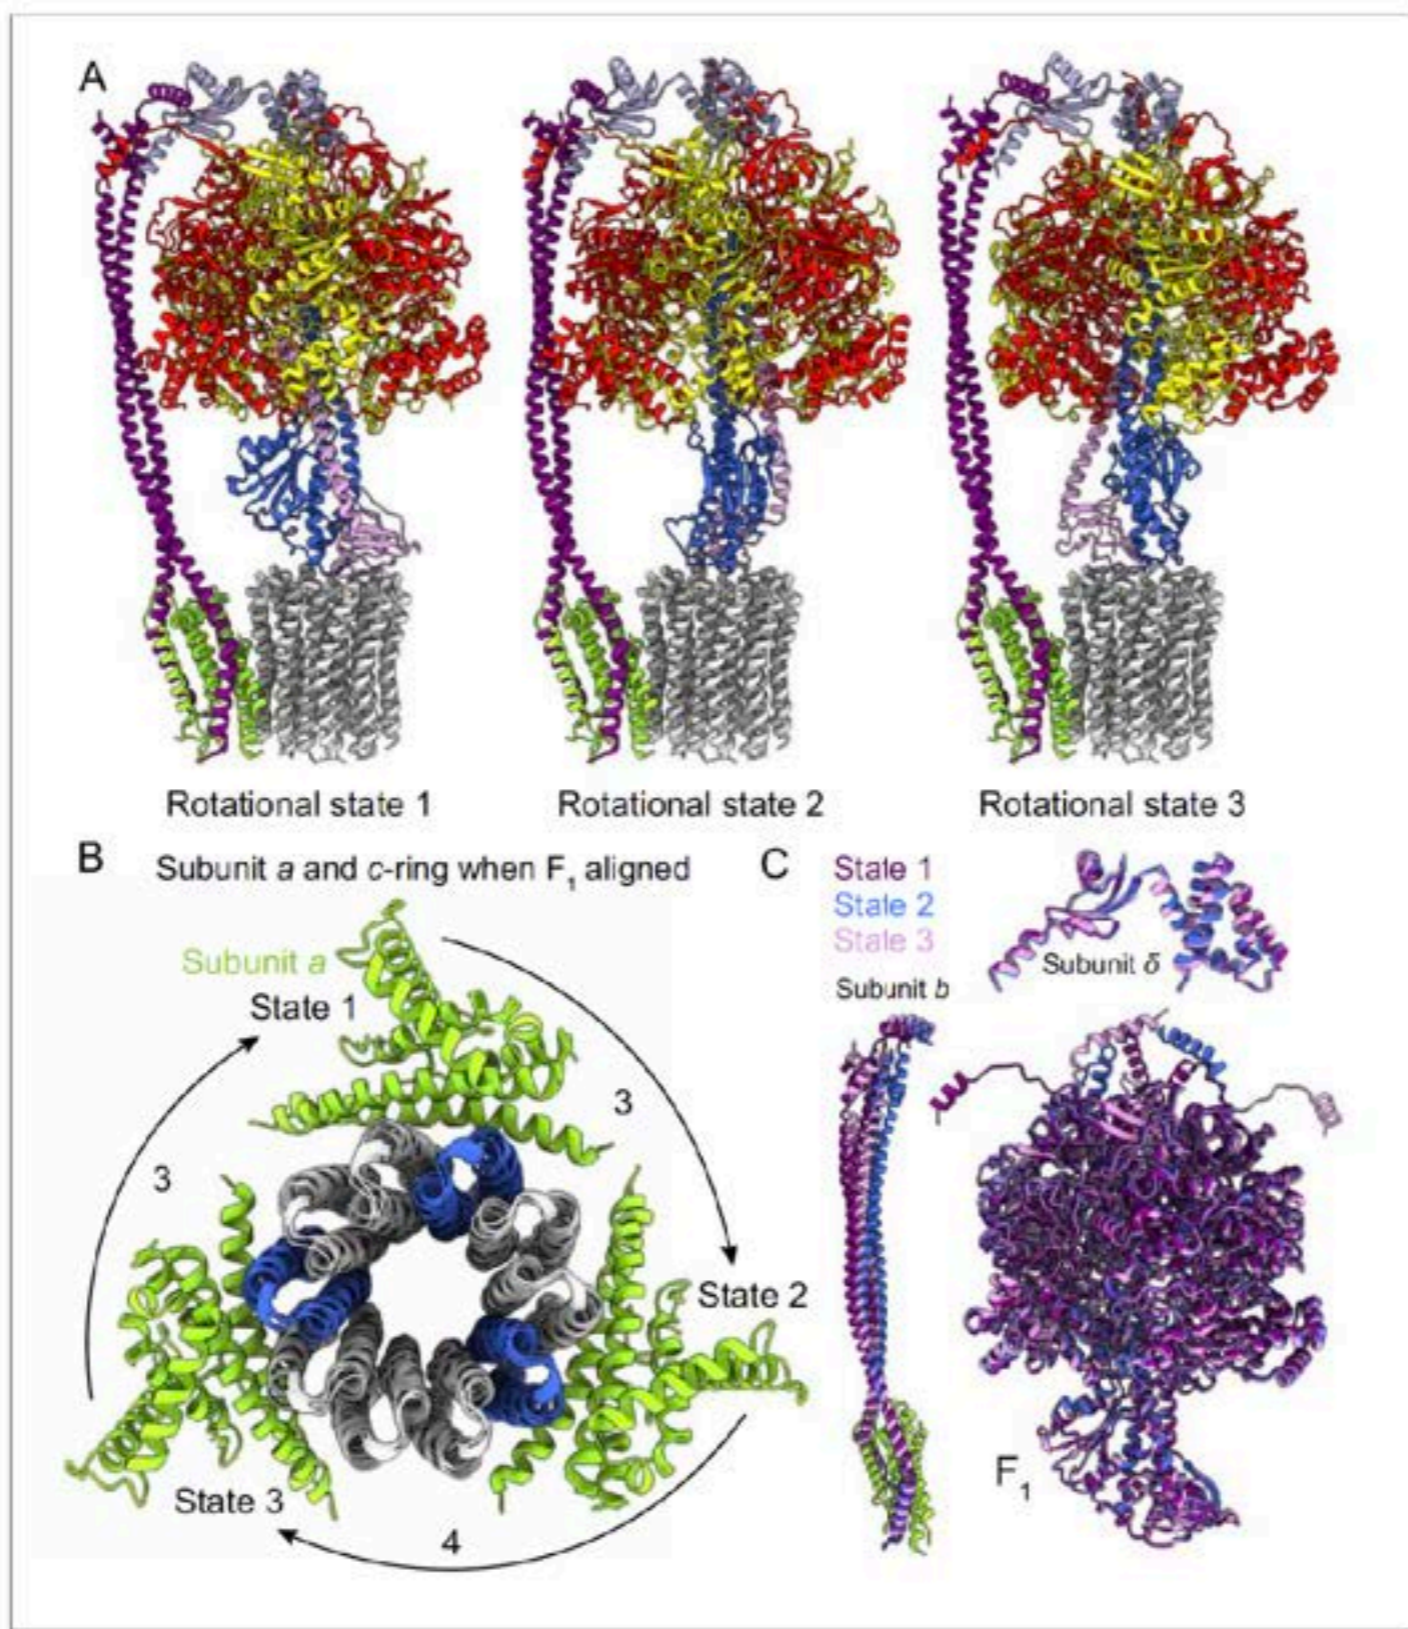 A
Rotational state 1
Rotational state 2
Rotational state 3
B
Subunit a and c-ring when F1 aligned
Subunit a
State 1
3
3
State 2
State 3
4
C
State 1
State 2
State 3
Subunit b
Subunit δ
F1